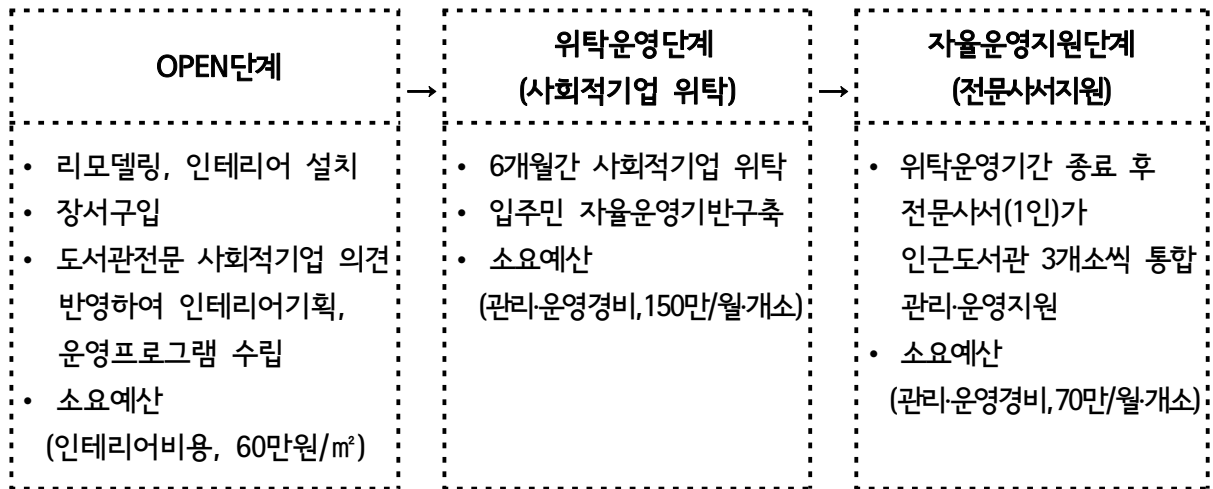 OPEN단계
→
위탁운영단계
(사회적기업 위탁)
→
자율운영지원단계
(전문사서지원)
• 리모델링, 인테리어 설치
• 장서구입
• 도서관전문 사회적기업 의견
반영하여 인테리어기획,
운영프로그램 수립
• 소요예산
(인테리어비용, 60만원/㎡)
• 6개월간 사회적기업 위탁
• 입주민 자율운영기반구축
• 소요예산
(관리·운영경비,150만/월·개소)
• 위탁운영기간 종료 후
전문사서(1인)가
인근도서관 3개소씩 통합
관리·운영지원
• 소요예산
(관리·운영경비,70만/월·개소)